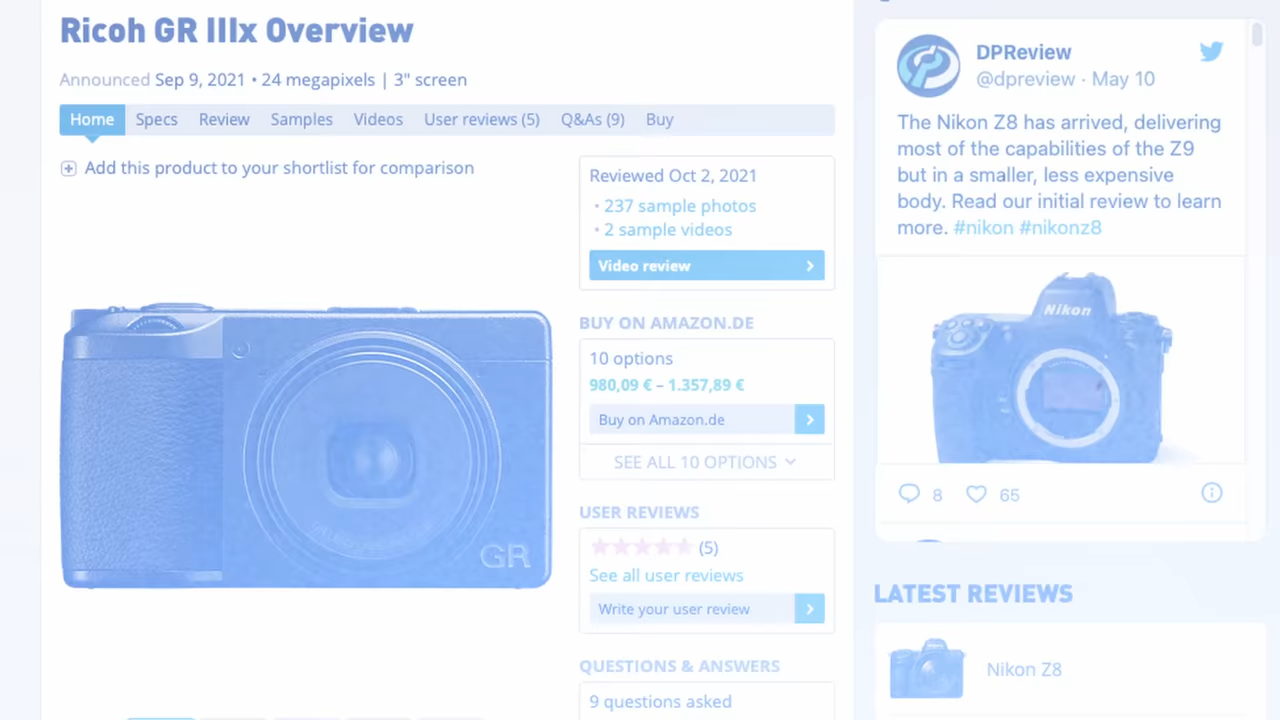 Ricoh GR IIIx Overview
Announced Sep 9, 2021 • 24 megapixels | 3" screen
Home Specs Review Samples Videos User reviews (5) Q&As (9) Buy
Add this product to your shortlist for comparison
GR
Reviewed Oct 2, 2021
• 237 sample photos
• 2 sample videos
Video review
BUY ON AMAZON.DE
10 options
980,09 € – 1.357,89 €
Buy on Amazon.de
SEE ALL 10 OPTIONS
USER REVIEWS
(5)
See all user reviews
Write your user review
QUESTIONS & ANSWERS
9 questions asked
DPReview
@dpreview · May 10
The Nikon Z8 has arrived, delivering
most of the capabilities of the Z9
but in a smaller, less expensive
body. Read our initial review to learn
more. #nikon #nikonz8
Nikon
8 65
LATEST REVIEWS
Nikon Z8